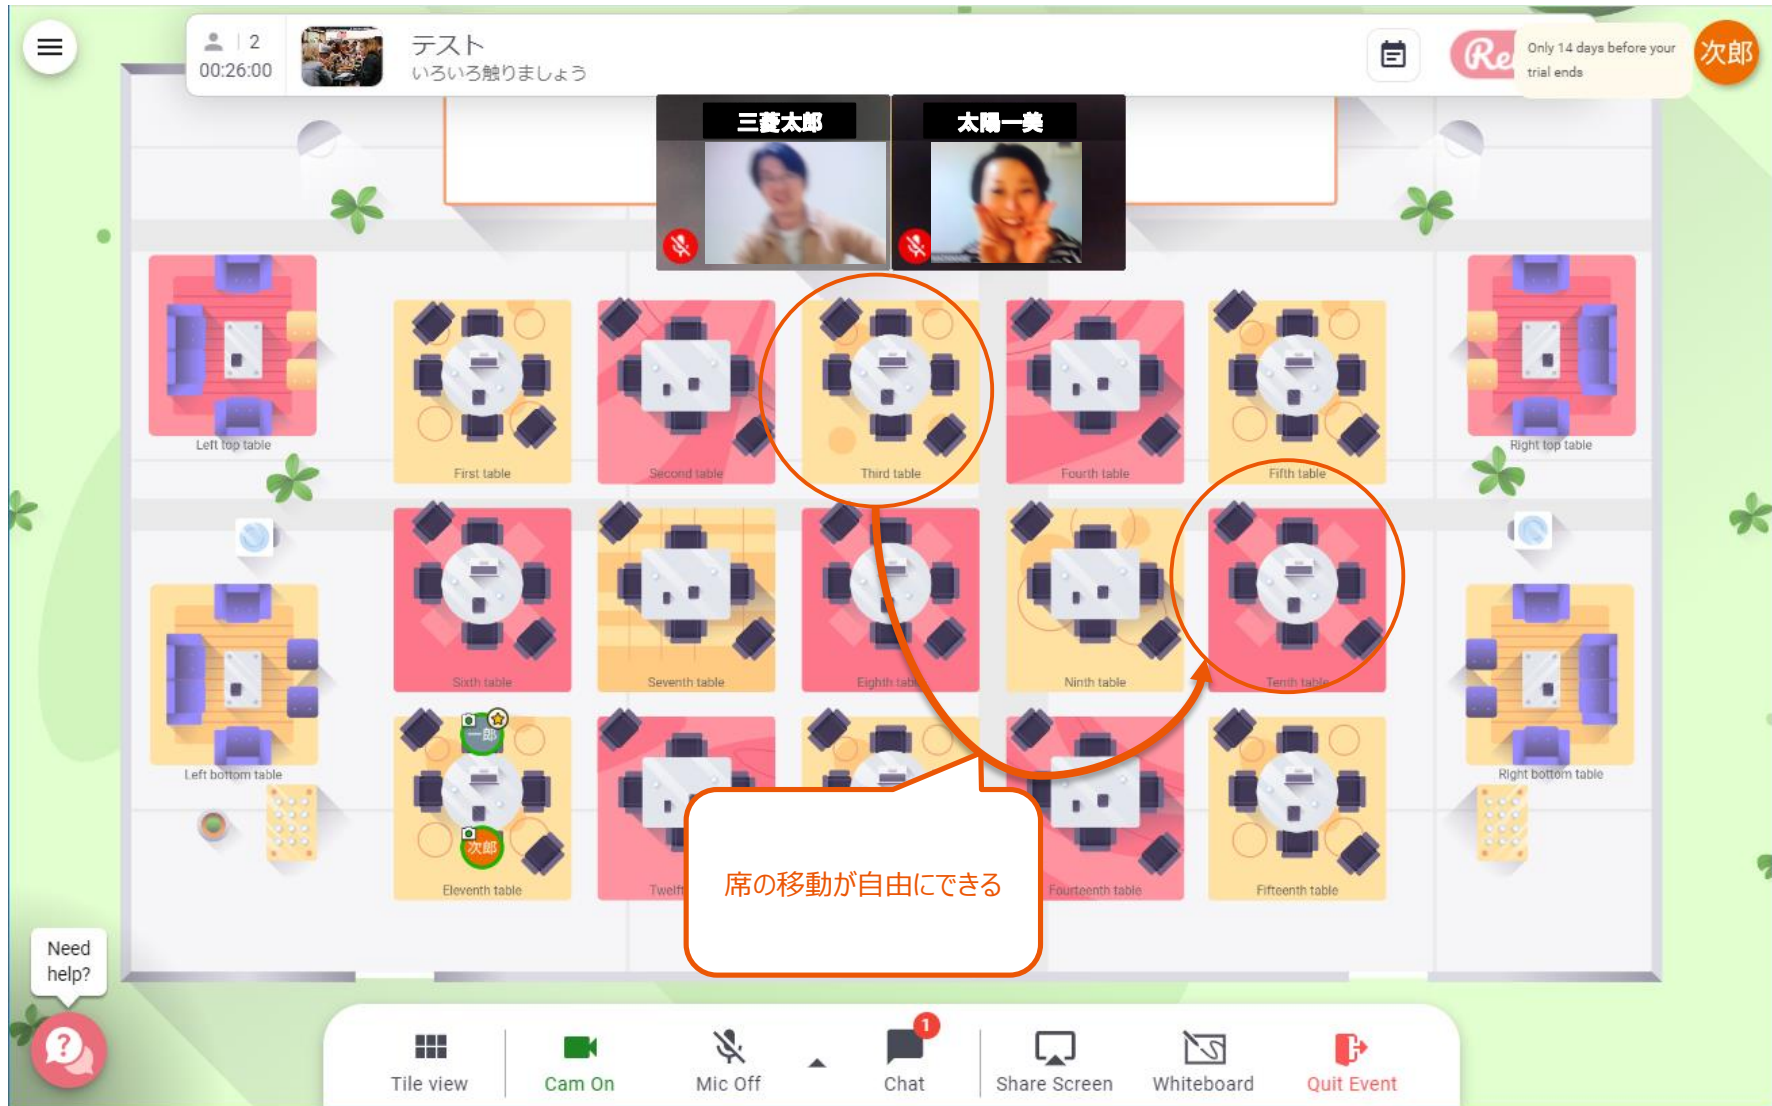 2
00:26:00
テスト
いろいろ触りましょう
Only 14 days before your
trial ends
次郎
三菱太郎
太陽一美
Left top table
First table
Second table
Third table
Fourth table
Fifth table
Right top table
Sixth table
Seventh table
Eighth table
Ninth table
Tenth table
Left bottom table
Right bottom table
一郎
次郎
Eleventh table
Fourteenth table
Fifteenth table
席の移動が自由にできる
Need
help?
1
Tile view
Cam On
Mic Off
Chat
Share Screen
Whiteboard
Quit Event